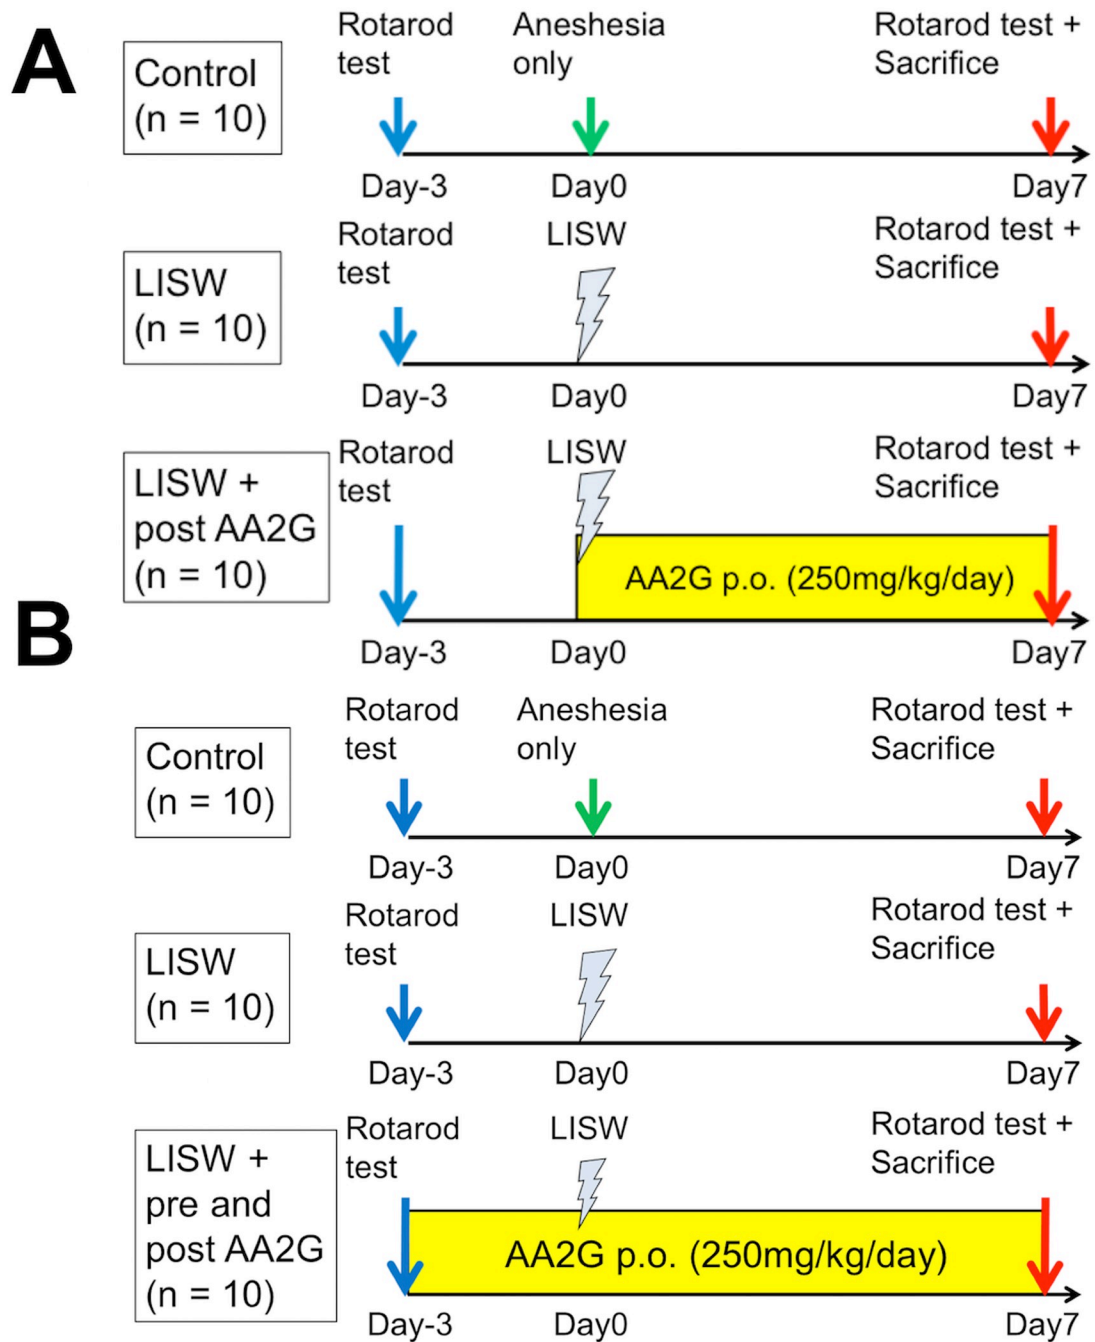 A
Control
(n = 10)
Rotarod
test
Aneshesia
only
Rotarod test +
Sacrifice
Day-3
Day0
Day7
LISW
(n = 10)
Rotarod
test
LISW
Rotarod test +
Sacrifice
Day-3
Day0
Day7
LISW +
post AA2G
(n = 10)
Rotarod
test
LISW
Rotarod test +
Sacrifice
AA2G p.o. (250mg/kg/day)
Day-3
Day0
Day7
B
Control
(n = 10)
Rotarod
test
Aneshesia
only
Rotarod test +
Sacrifice
Day-3
Day0
Day7
LISW
(n = 10)
Rotarod
test
LISW
Rotarod test +
Sacrifice
Day-3
Day0
Day7
LISW +
pre and
post AA2G
(n = 10)
Rotarod
test
LISW
Rotarod test +
Sacrifice
AA2G p.o. (250mg/kg/day)
Day-3
Day0
Day7